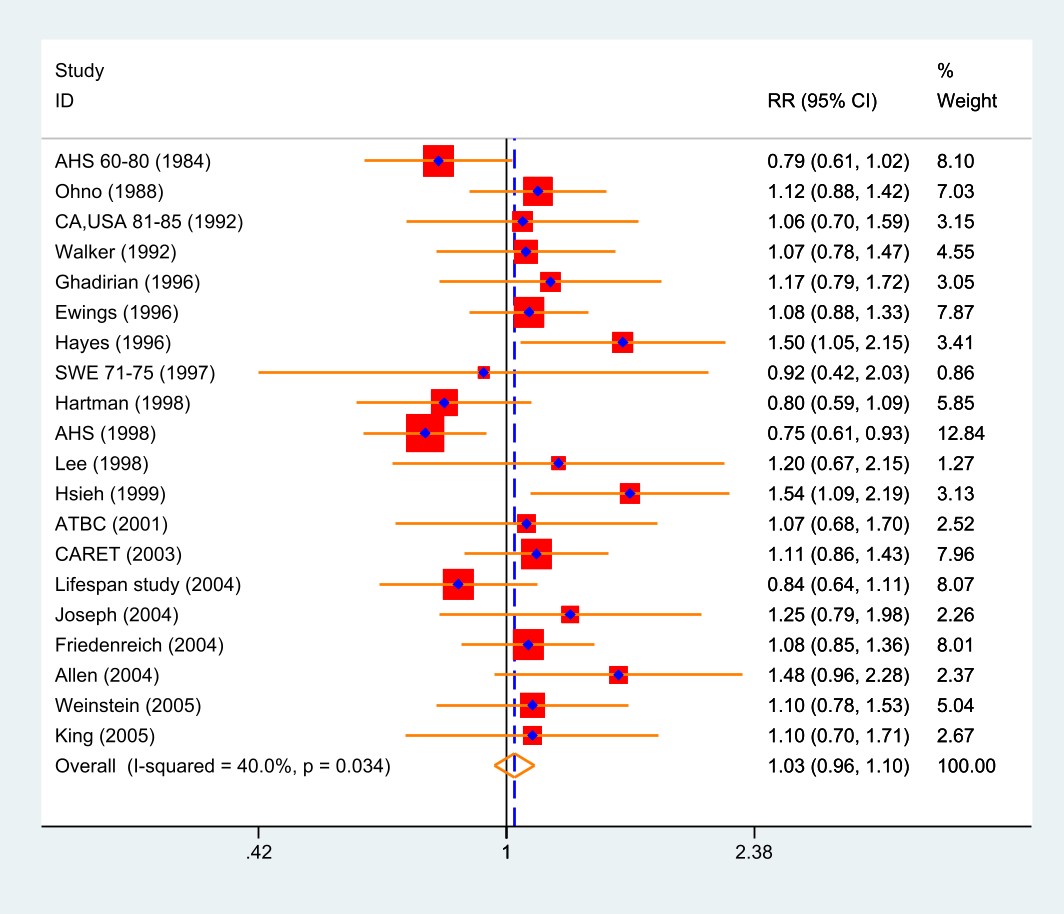 Study %
ID RR (95% CI) Weight
AHS 60-80 (1984) 0.79 (0.61, 1.02) 8.10
Ohno (1988) 1.12 (0.88, 1.42) 7.03
CA,USA 81-85 (1992) 1.06 (0.70, 1.59) 3.15
Walker (1992) 1.07 (0.78, 1.47) 4.55
Ghadirian (1996) 1.17 (0.79, 1.72) 3.05
Ewings (1996) 1.08 (0.88, 1.33) 7.87
Hayes (1996) 1.50 (1.05, 2.15) 3.41
SWE 71-75 (1997) 0.92 (0.42, 2.03) 0.86
Hartman (1998) 0.80 (0.59, 1.09) 5.85
AHS (1998) 0.75 (0.61, 0.93) 12.84
Lee (1998) 1.20 (0.67, 2.15) 1.27
Hsieh (1999) 1.54 (1.09, 2.19) 3.13
ATBC (2001) 1.07 (0.68, 1.70) 2.52
CARET (2003) 1.11 (0.86, 1.43) 7.96
Lifespan study (2004) 0.84 (0.64, 1.11) 8.07
Joseph (2004) 1.25 (0.79, 1.98) 2.26
Friedenreich (2004) 1.08 (0.85, 1.36) 8.01
Allen (2004) 1.48 (0.96, 2.28) 2.37
Weinstein (2005) 1.10 (0.78, 1.53) 5.04
King (2005) 1.10 (0.70, 1.71) 2.67
Overall (I-squared = 40.0%, p = 0.034) 1.03 (0.96, 1.10) 100.00
.42 1 2.38